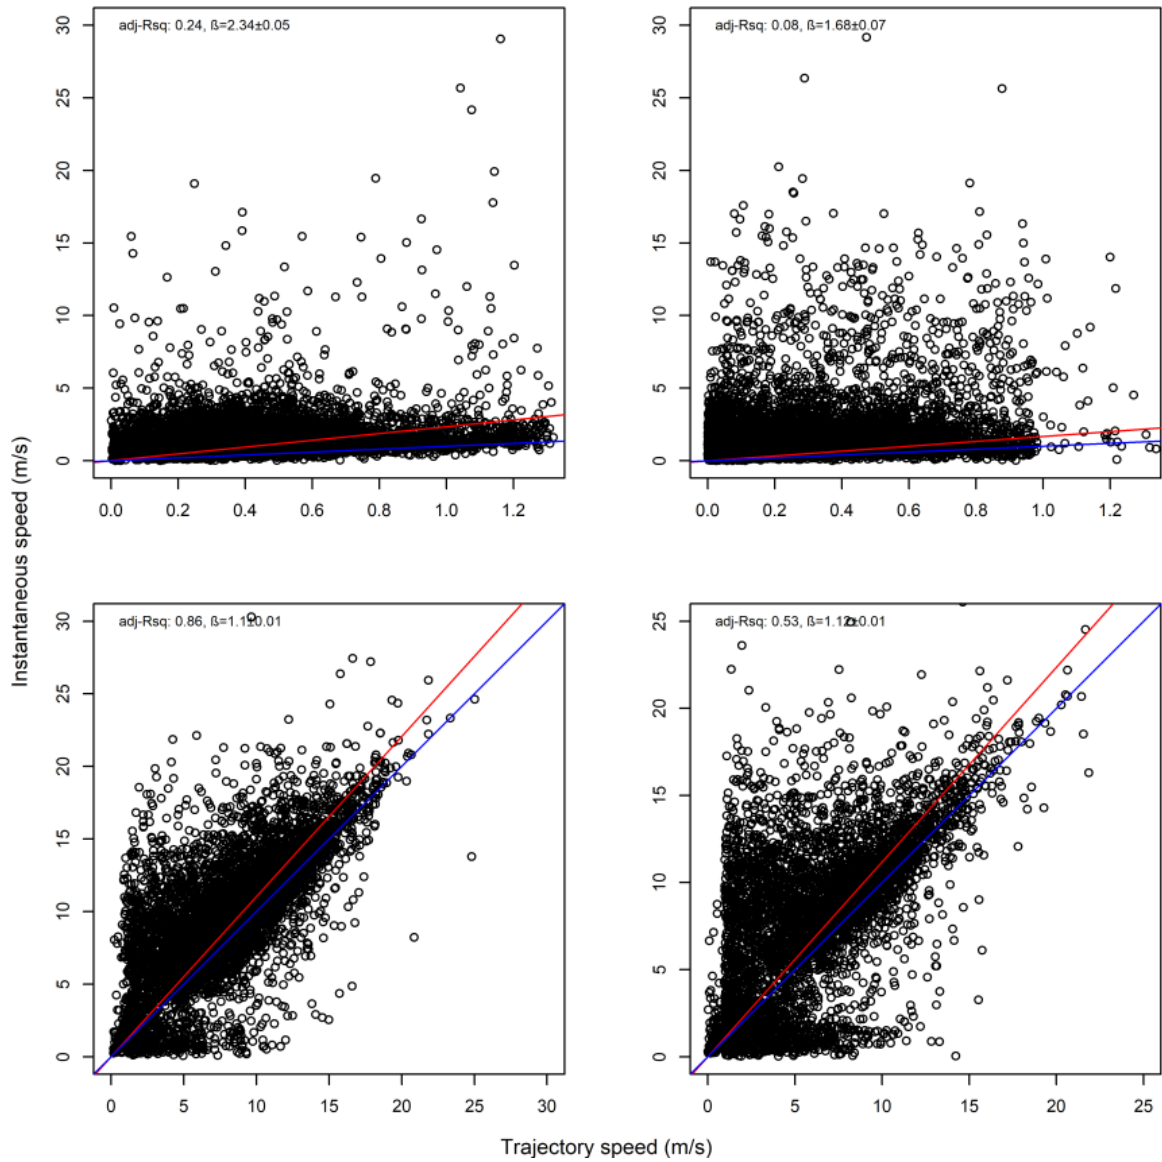 adj-Rsq: 0.24, ß=2.34±0.05
30
25
20
15
10
5
0
0.0 0.2 0.4 0.6 0.8 1.0 1.2
adj-Rsq: 0.08, ß=1.68±0.07
30
25
20
15
10
5
0
0.0 0.2 0.4 0.6 0.8 1.0 1.2
Instantaneous speed (m/s)
adj-Rsq: 0.86, ß=1.1±0.01
30
25
20
15
10
5
0
0 5 10 15 20 25 30
adj-Rsq: 0.53, ß=1.12±0.01
25
20
15
10
5
0
0 5 10 15 20 25
Trajectory speed (m/s)